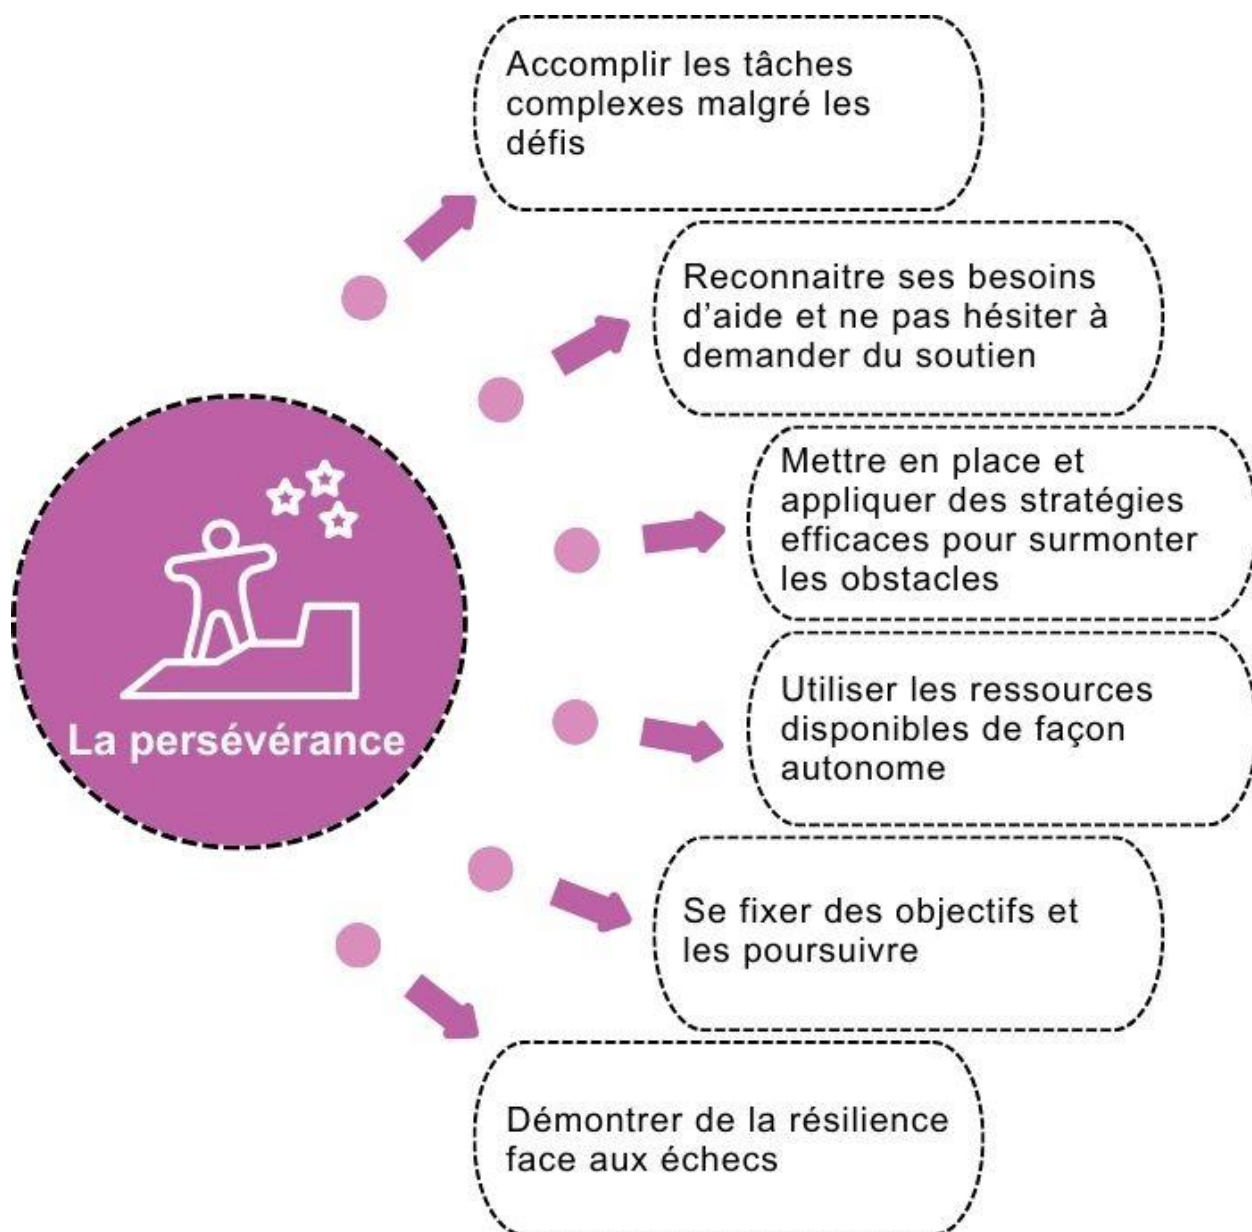 Accomplir les tâches
complexes malgré les
défis
Reconnaitre ses besoins
d'aide et ne pas hésiter à
demander du soutien
Mettre en place et
appliquer des stratégies
efficaces pour surmonter
les obstacles
La persévérance
Utiliser les ressources
disponibles de façon
autonome
Se fixer des objectifs et
les poursuivre
Démontrer de la résilience
face aux échecs